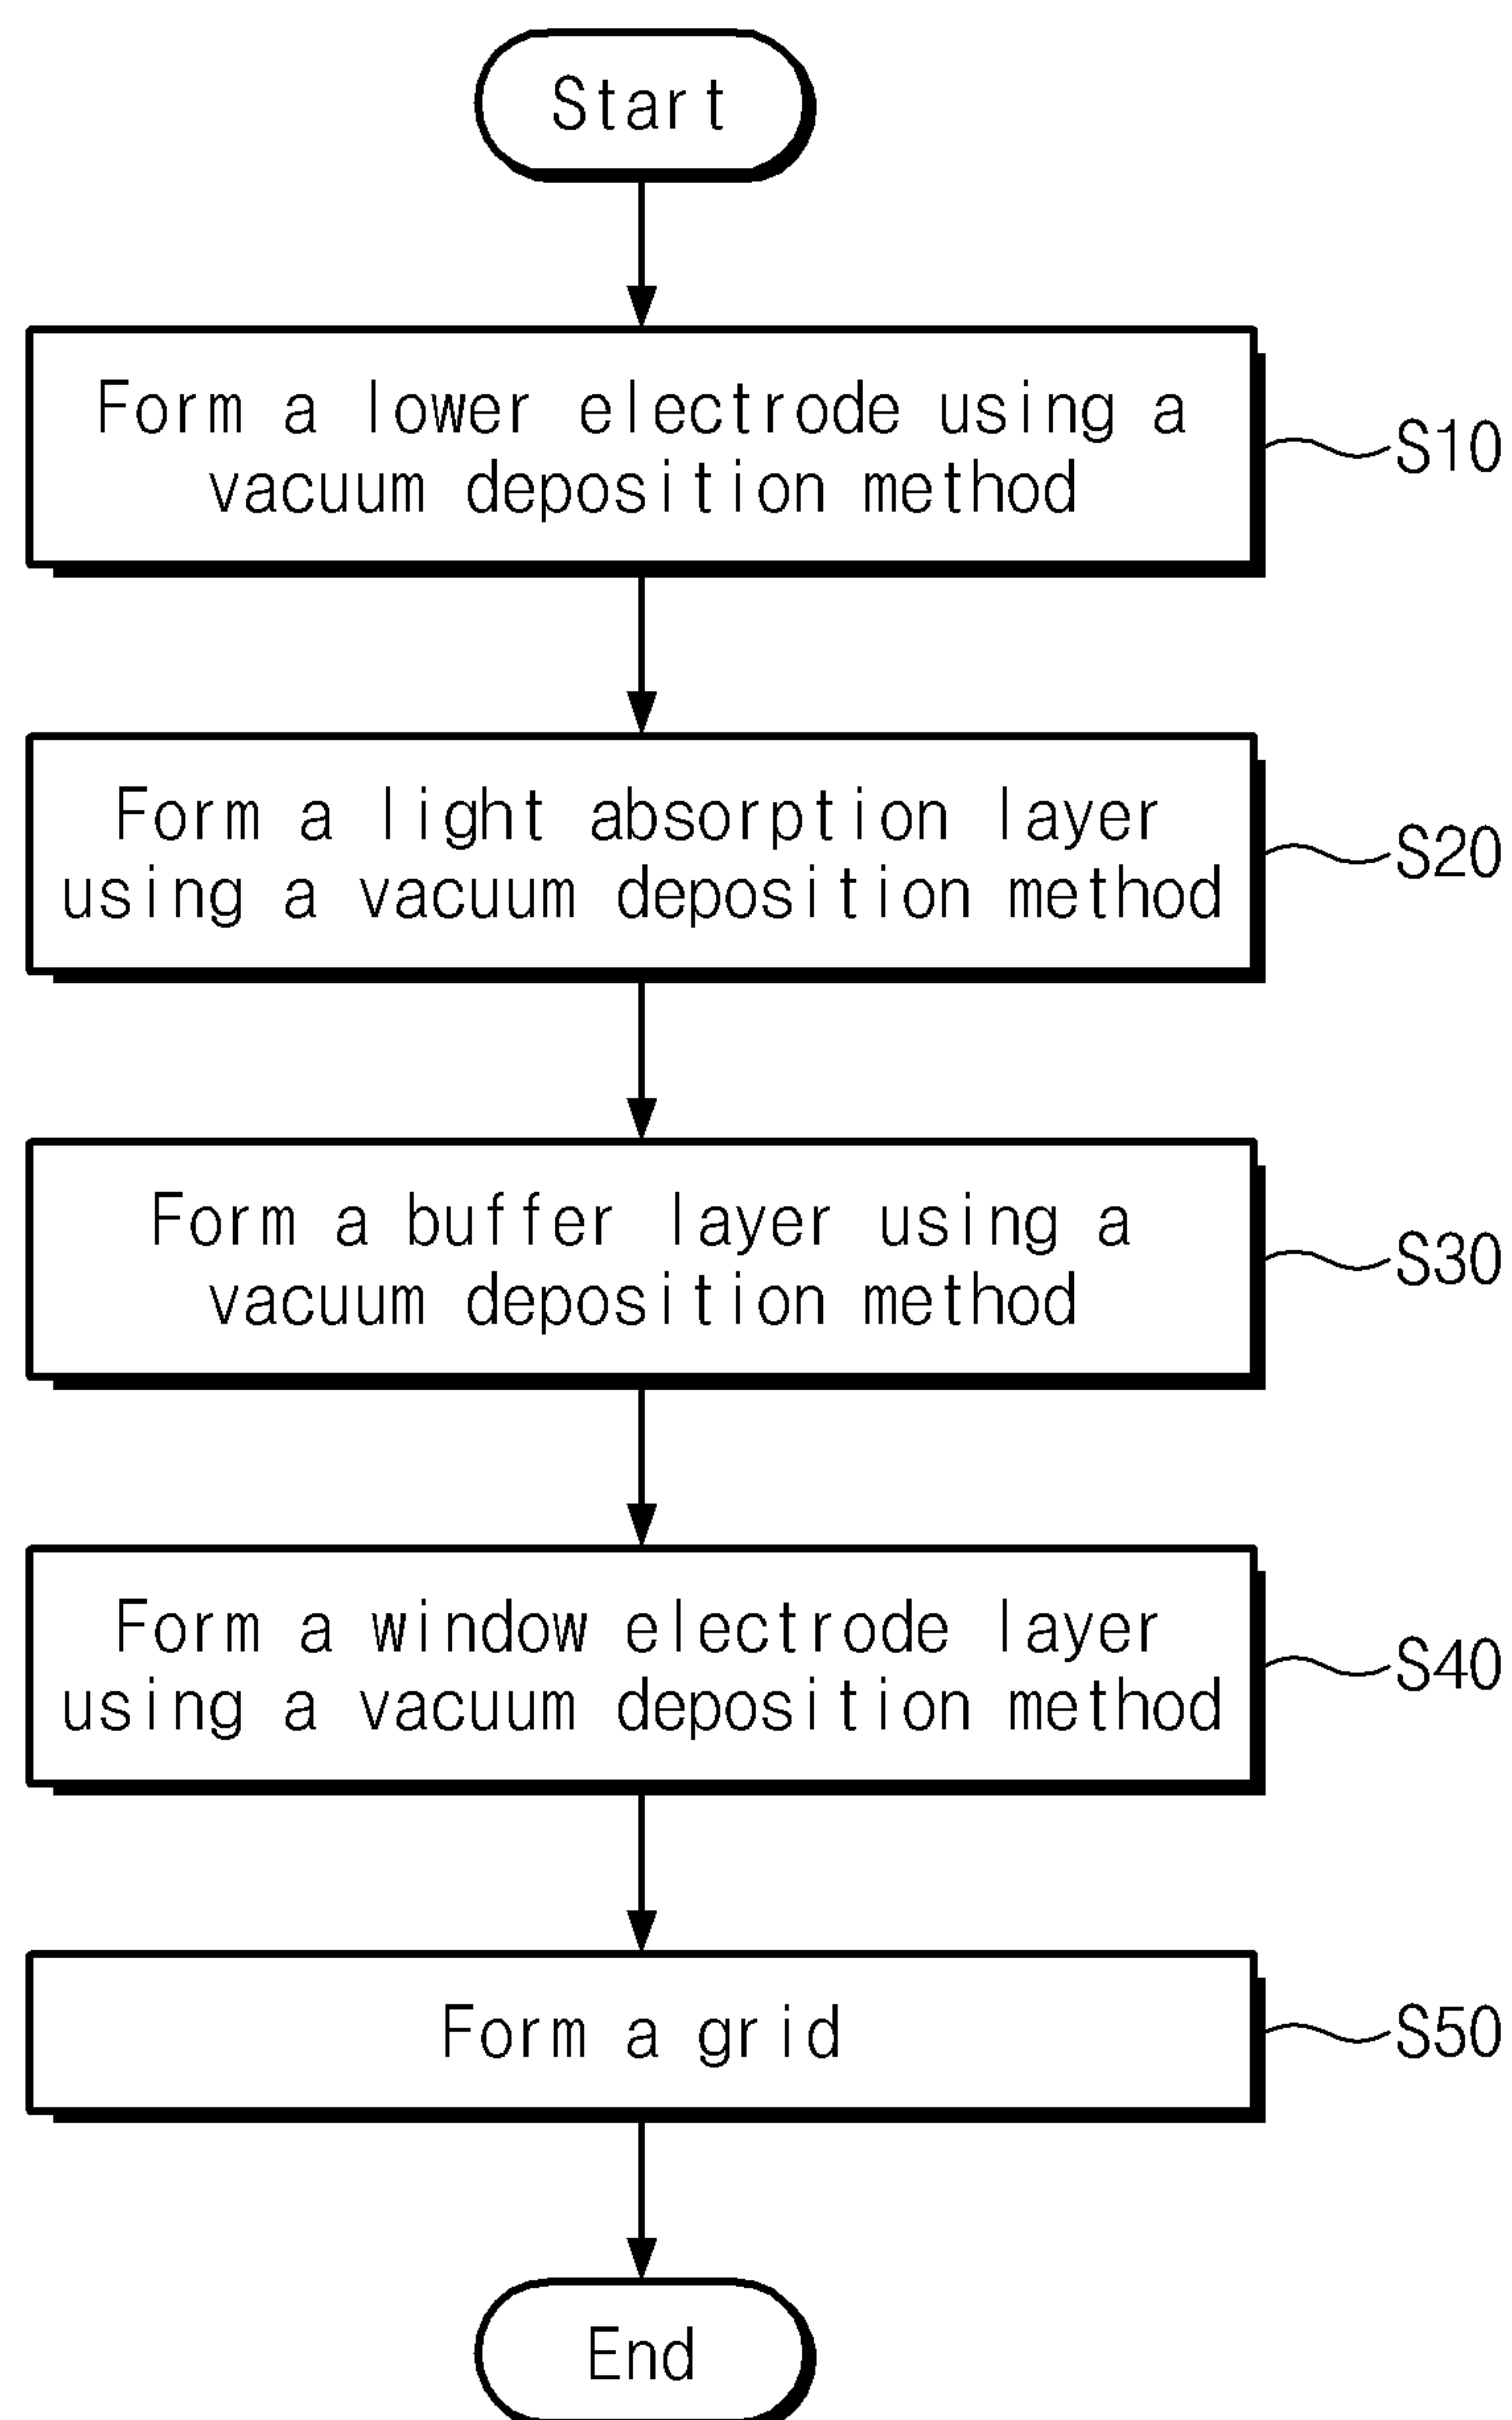 Start
Form a lower electrode using a
vacuum deposition method
S10
Form a light absorption layer
using a vacuum deposition method
S20
Form a buffer layer using a
vacuum deposition method
S30
Form a window electrode layer
using a vacuum deposition method
S40
Form a grid
S50
End